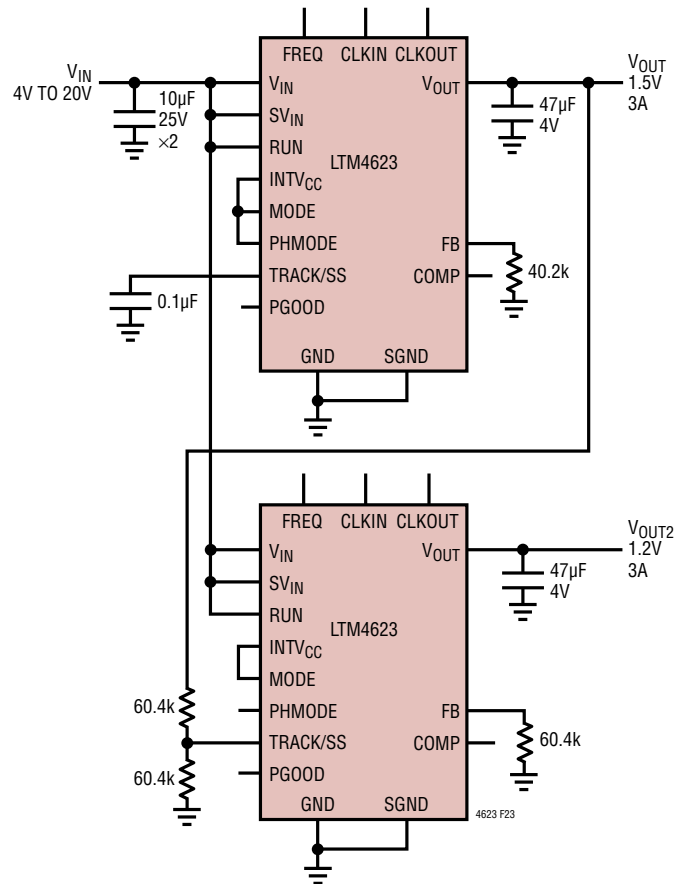 FREQ CLKIN CLKOUT
VIN
4V TO 20V
10µF
25V
×2
VIN
SVIN
RUN
INTVCC
MODE
PHMODE
TRACK/SS
PGOOD
LTM4623
VOUT
FB
COMP
GND SGND
0.1µF
47µF
4V
VOUT
1.5V
3A
40.2k
FREQ CLKIN CLKOUT
VIN
SVIN
RUN
INTVCC
MODE
PHMODE
TRACK/SS
PGOOD
LTM4623
VOUT
FB
COMP
GND SGND
60.4k
60.4k
47µF
4V
VOUT2
1.2V
3A
60.4k
4623 F23